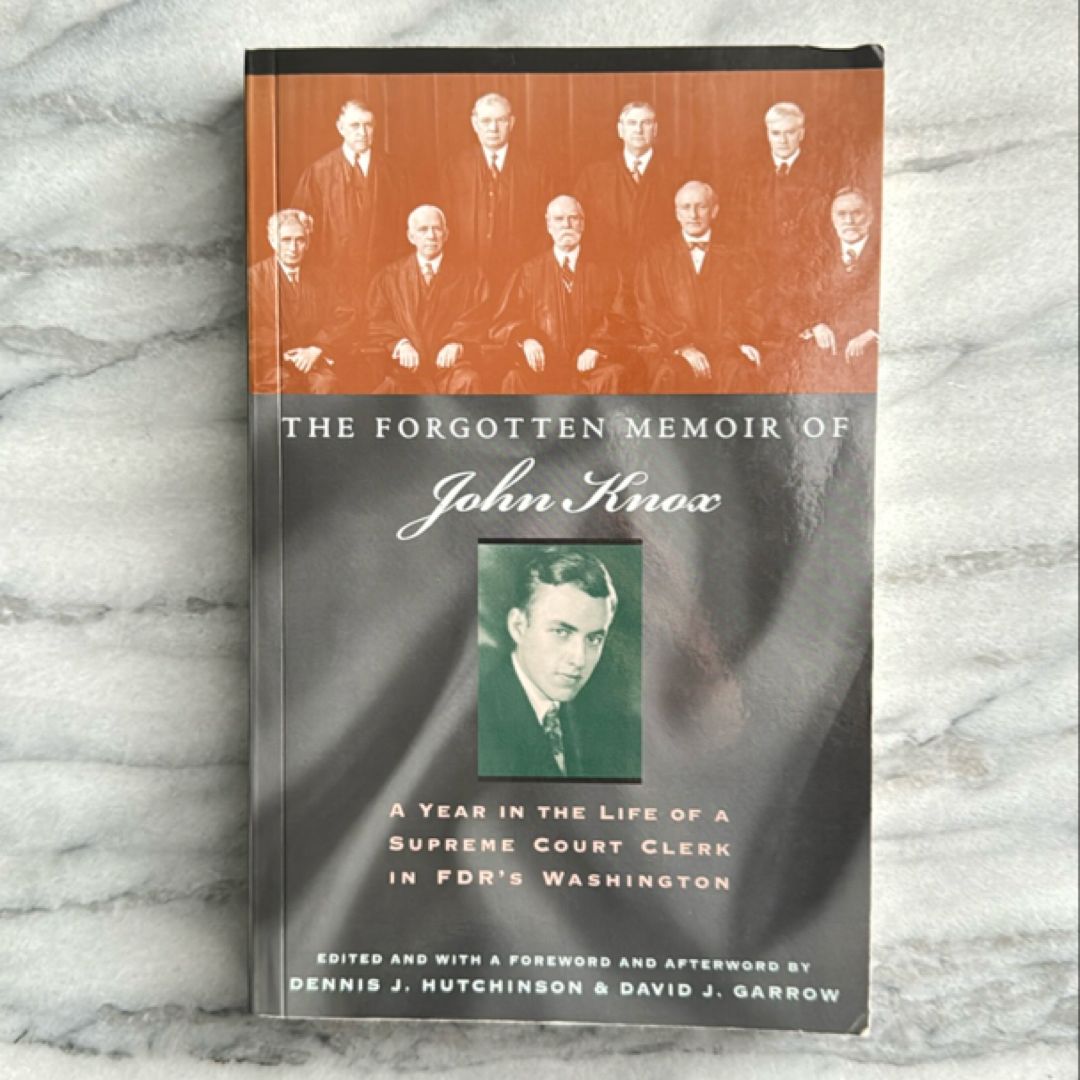 THE FORGOTTEN MEMOIR OF
John Knox
A YEAR IN THE LIFE OF A
SUPREME COURT CLERK
IN FDR'S WASHINGTON
EDITED AND WITH A FOREWORD AND AFTERWORD BY
DENNIS J. HUTCHINSON & DAVID J. GARROW